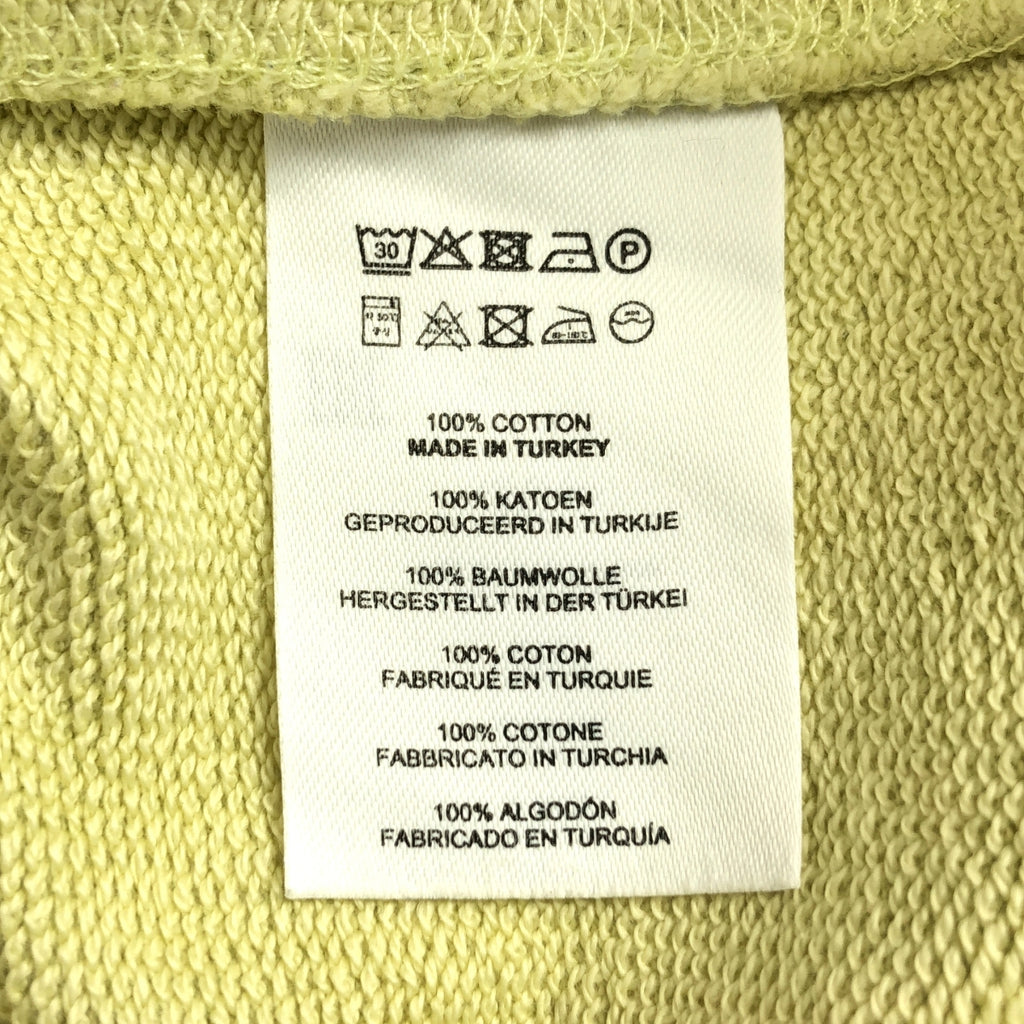 30 P
100% COTTON
MADE IN TURKEY
100% KATOEN
GEPRODUCEERD IN TURKIJE
100% BAUMWOLLE
HERGESTELLT IN DER TÜRKEI
100% COTON
FABRIQUÉ EN TURQUIE
100% COTONE
FABBRICATO IN TURCHIA
100% ALGODÓN
FABRICADO EN TURQUÍA